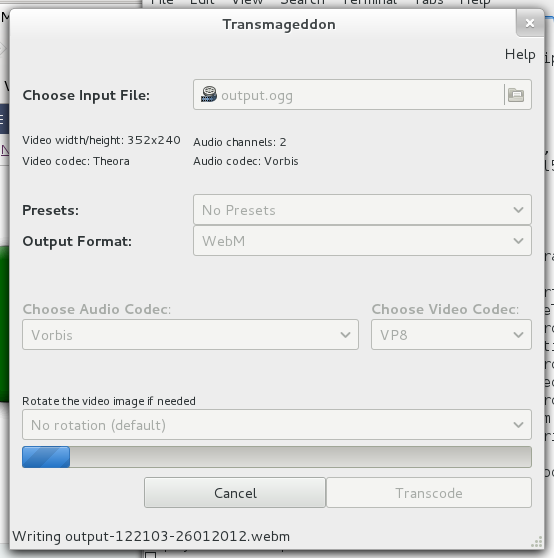 File Edit View Search Terminal Tabs Help
Transmageddon
Help
Choose Input File: output.ogg
Video width/height: 352x240 Audio channels: 2
Video codec: Theora Audio codec: Vorbis
Presets: No Presets
Output Format: WebM
Choose Audio Codec: Choose Video Codec:
Vorbis VP8
Rotate the video image if needed
No rotation (default)
Cancel Transcode
Writing output-122103-26012012.webm